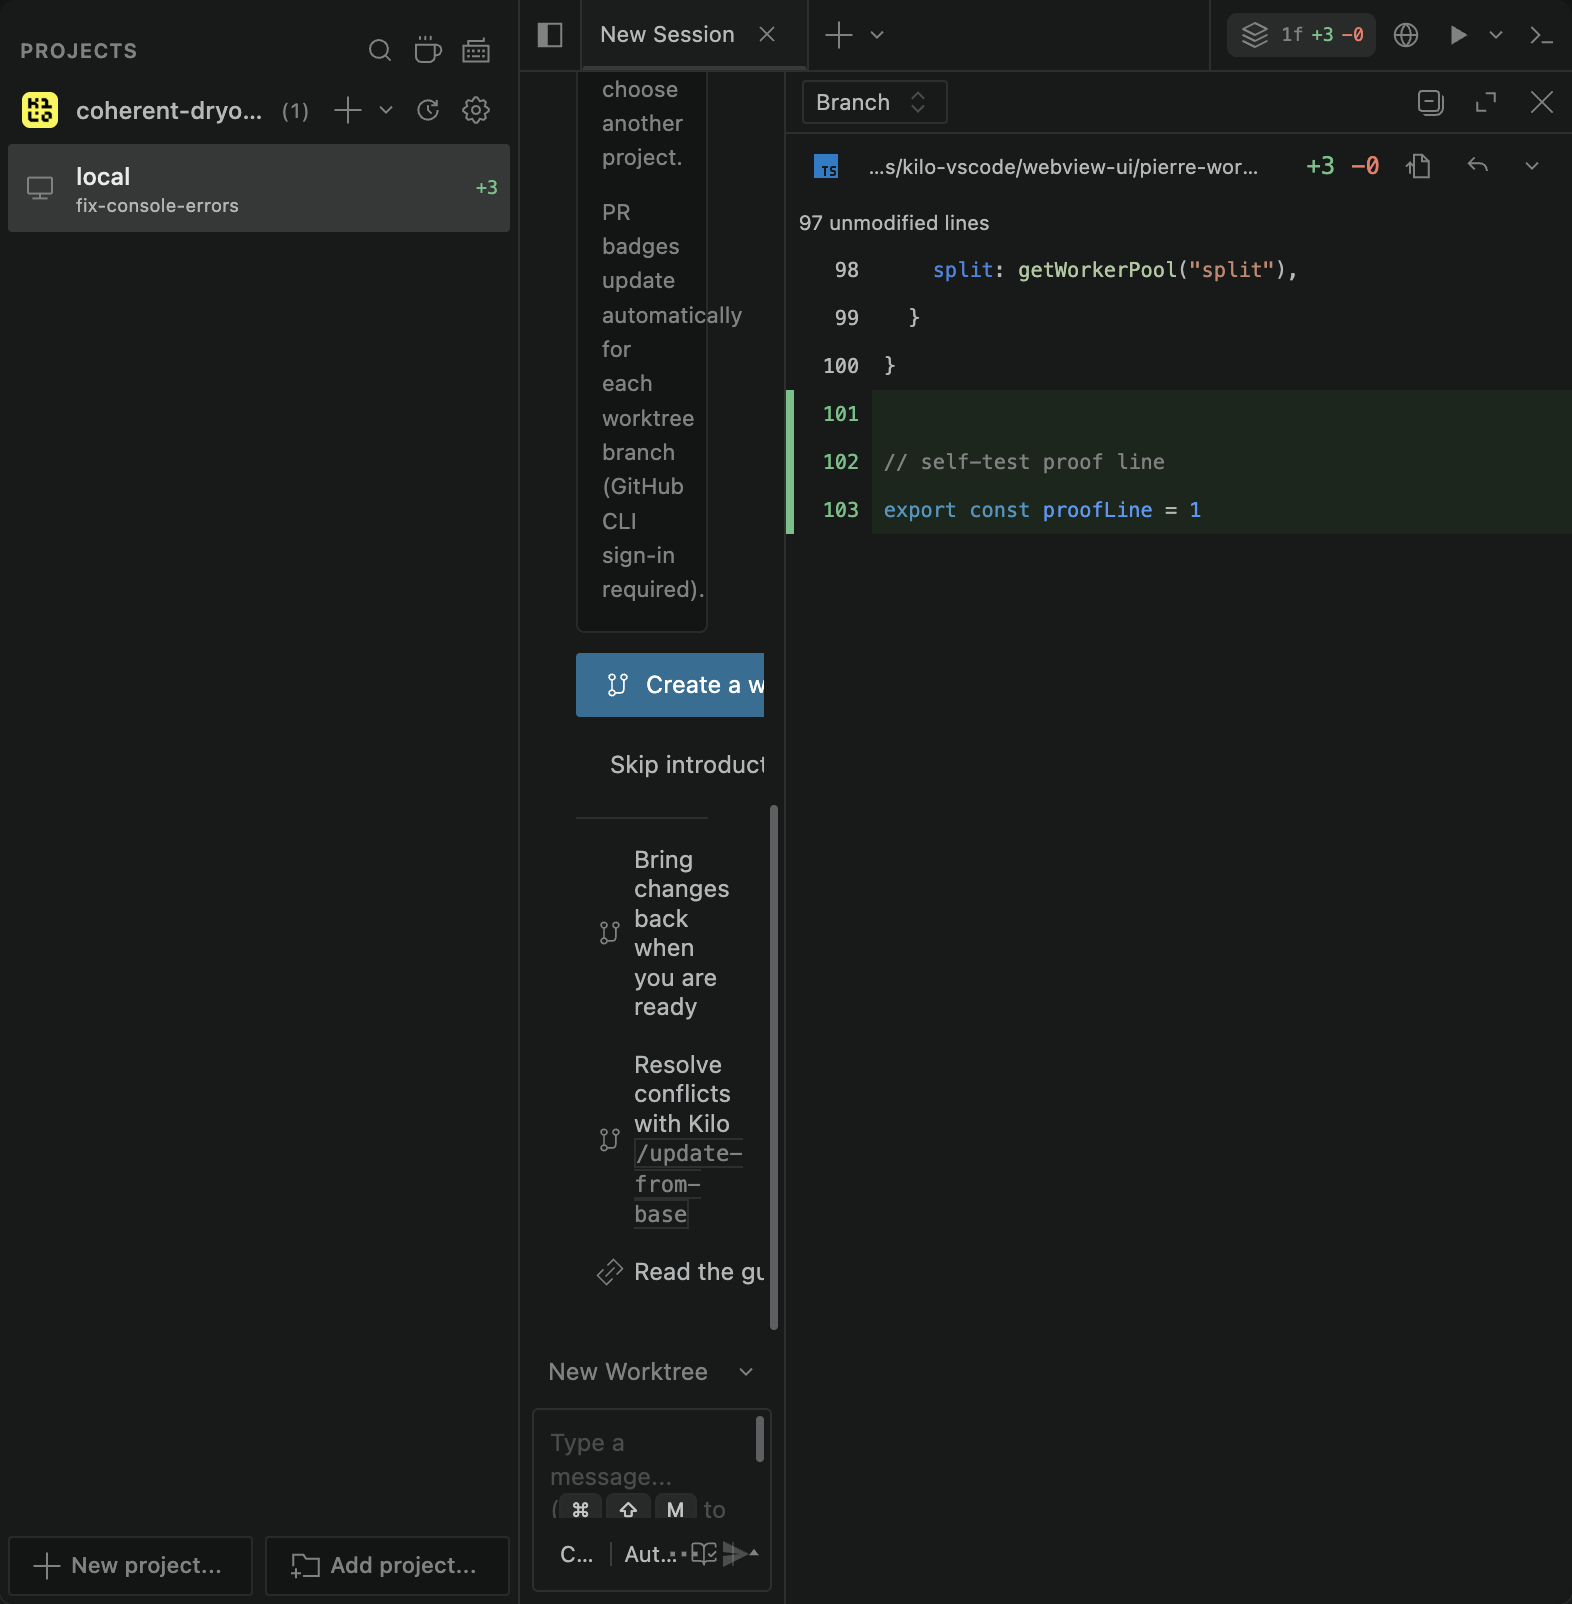 PROJECTS
KILO
coherent-dryo... (1)
local
fix-console-errors
+3
New project...
Add project...
New Session
1f +3 −0
choose
another
project.
PR
badges
update
automatically
for
each
worktree
branch
(GitHub
CLI
sign-in
required).
Create a w
Skip introduct
Bring
changes
back
when
you are
ready
Resolve
conflicts
with Kilo
/update-
from-
base
Read the gu
New Worktree
Type a
message...
(⌘ ⇧ M to
C... Aut...
Branch
TS ...s/kilo-vscode/webview-ui/pierre-wor... +3 −0
97 unmodified lines
98 split: getWorkerPool("split"),
99 }
100 }
101
102 // self-test proof line
103 export const proofLine = 1